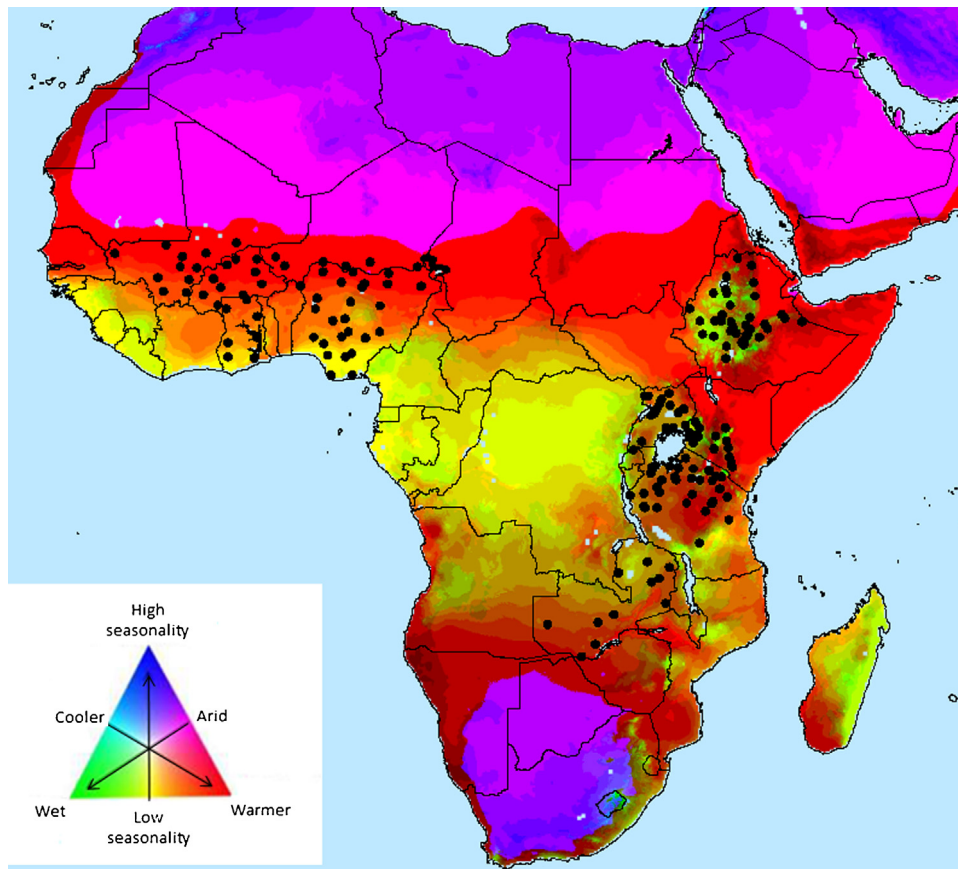 High
seasonality
Cooler
Arid
Wet
Low
seasonality
Warmer